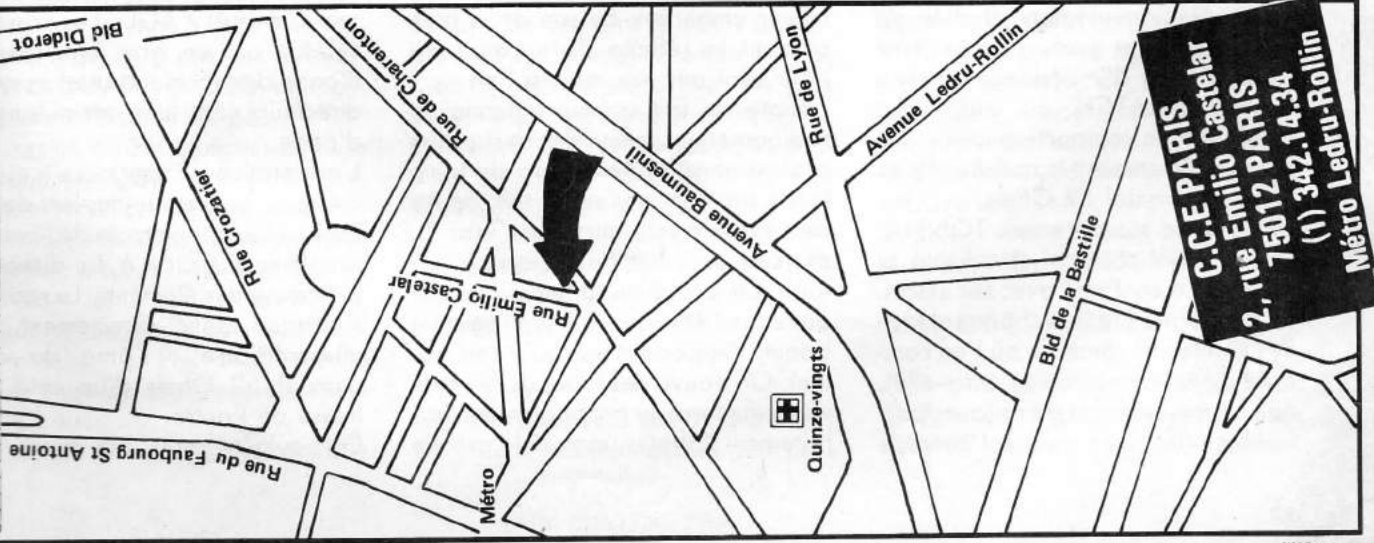 Bld Diderot
Rue Crozatier
Rue du Faubourg St Antoine
Rue de Charenton
Rue Emilio Castelar
Métro
Avenue Baumesnil
Rue de Lyon
Avenue Ledru-Rollin
Quinze-vingts
Bld de la Bastille
C.C.E PARIS
2, rue Emilio Castelar
75012 PARIS
(1) 342.14.34
Métro Ledru-Rollin